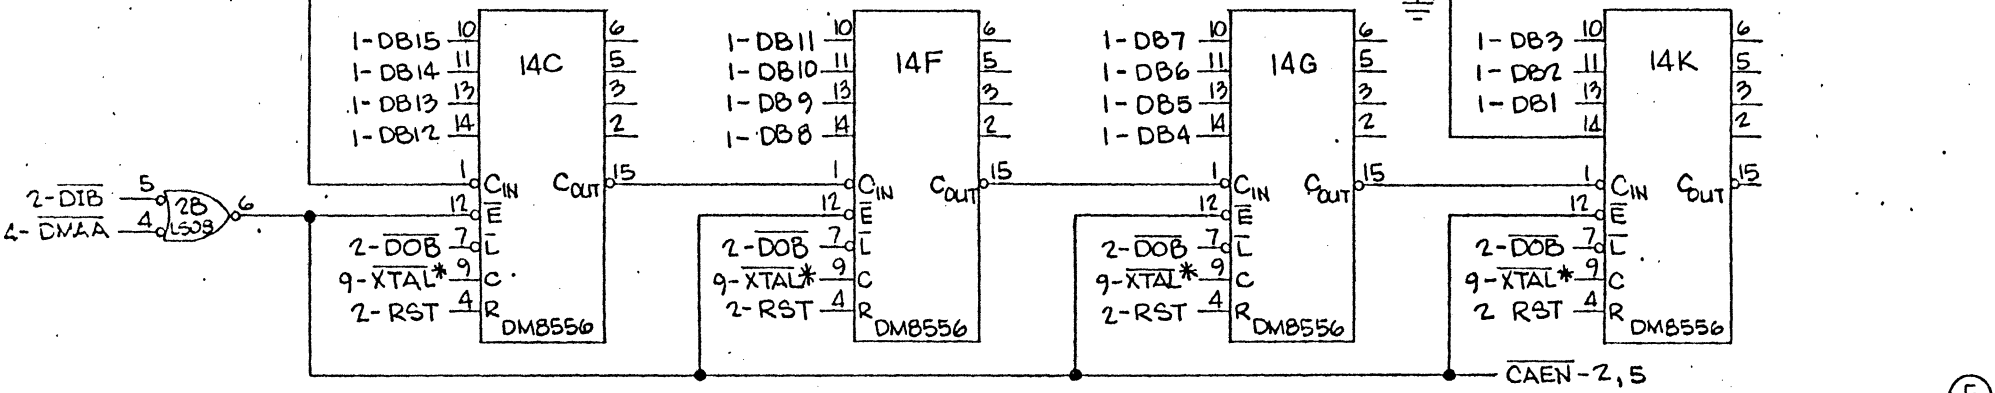 10 6 10 6 10 6 10 6
1-DB15 1-DB11 1-DB7 1-DB3
11 14C 5 11 14F 5 11 14G 5 11 14K 5
1-DB14 1-DB10 1-DB6 1-DB2
13 3 13 3 13 3 13 3
1-DB13 1-DB9 1-DB5 1-DB1
14 2 14 2 14 2 14 2
1-DB12 1-DB8 1-DB4
1 CIN COUT 15 1 CIN COUT 15 1 CIN COUT 15 1 CIN COUT 15
2-DIB 5 2B 6 12 E 12 E 12 E 12 E
4- 4 LS08
2-DOB 7 L 2-DOB 7 L 2-DOB 7 L 2-DOB 7 L
9-XTAL* 9 C 9-XTAL* 9 C 9-XTAL* 9 C 9-XTAL* 9 C
2-RST 4 R 2-RST 4 R 2-RST 4 R 2 RST 4 R
DM8556 DM8556 DM8556 DM8556
CAEN-2,5